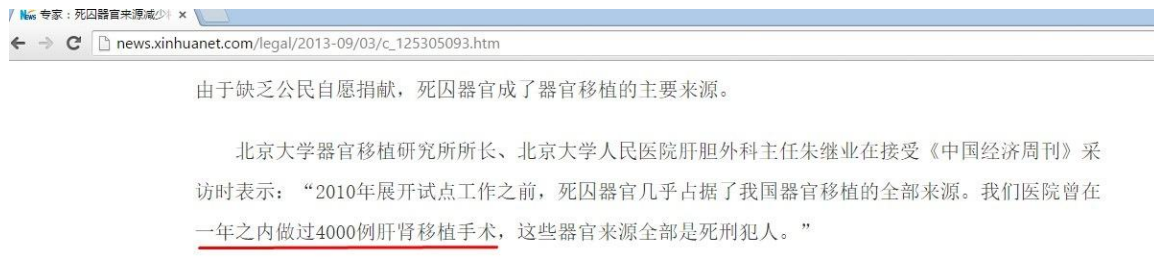 专家：死囚器官来源减少
news.xinhuanet.com/legal/2013-09/03/c_125305093.htm
由于缺乏公民自愿捐献，死囚器官成了器官移植的主要来源。
北京大学器官移植研究所所长、北京大学人民医院肝胆外科主任朱继业在接受《中国经济周刊》采
访时表示：“2010年展开试点工作之前，死囚器官几乎占据了我国器官移植的全部来源。我们医院曾在
一年之内做过4000例肝肾移植手术，这些器官来源全部是死刑犯人。”